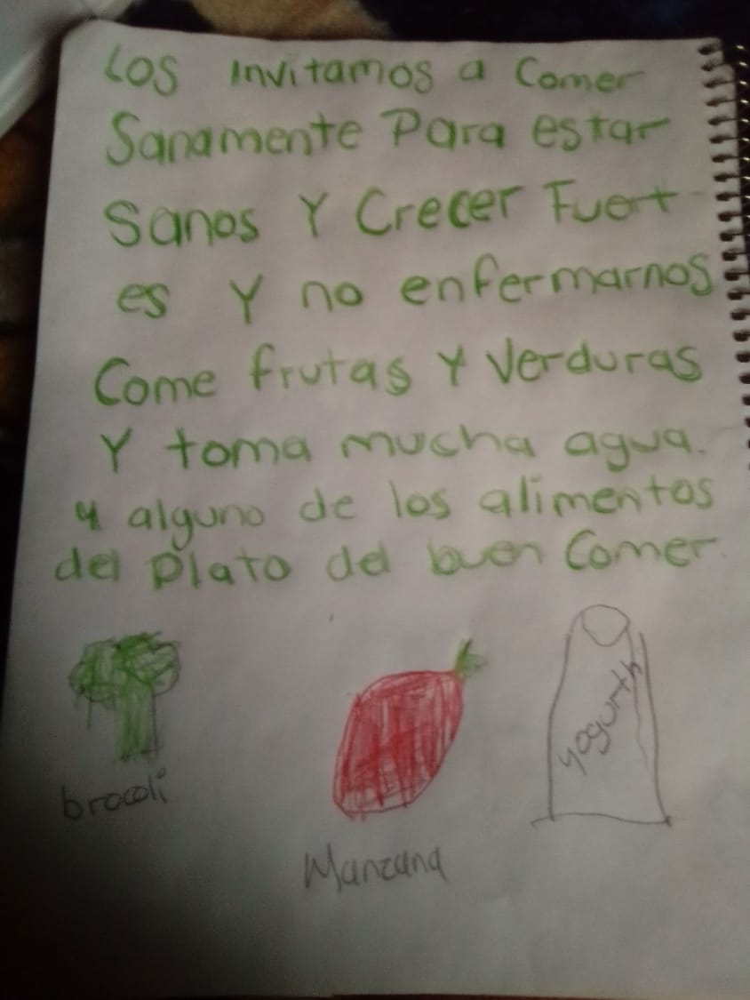 Los invitamos a Comer
Sanamente Para estar
Sanos Y Crecer Fuert-
es Y no enfermarnos
Come frutas Y Verduras
Y toma mucha agua.
y alguno de los alimentos
del Plato del buen Comer.
brocoli
Manzana
yogurth